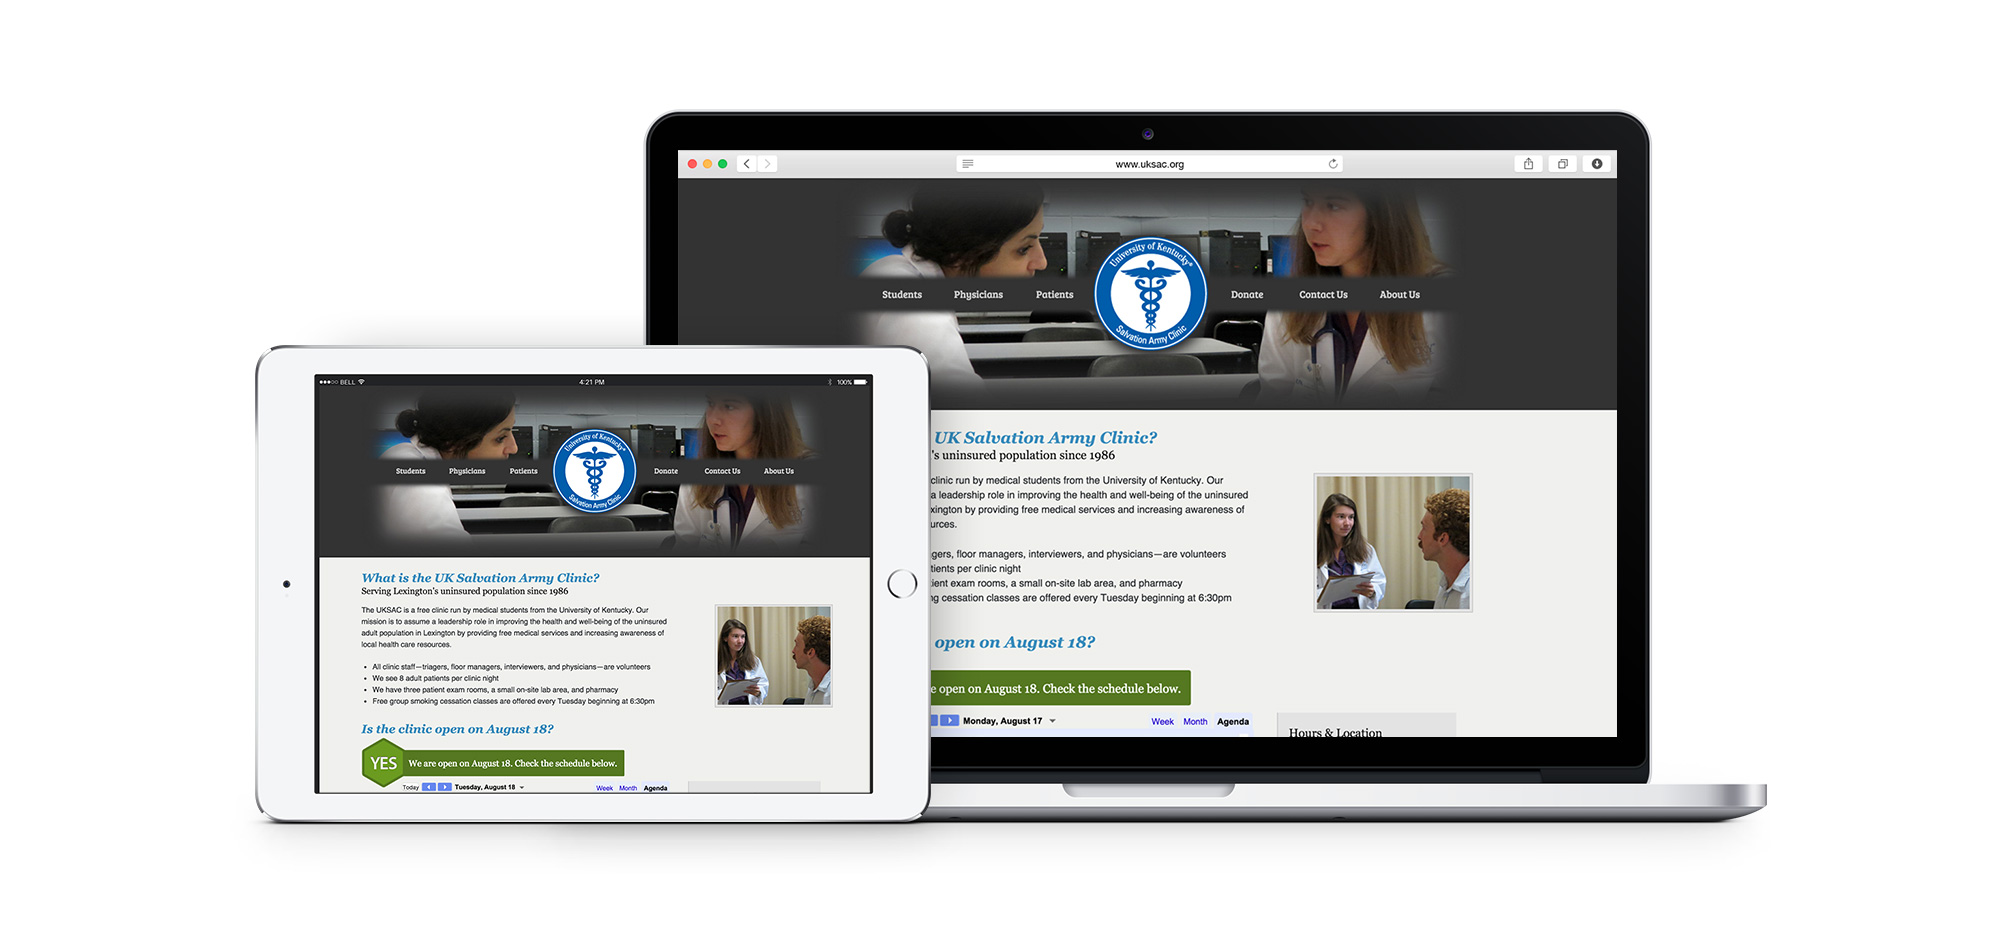 www.uksac.org
University of Kentucky®
Salvation Army Clinic
Students Physicians Patients Donate Contact Us About Us
UK Salvation Army Clinic?
's uninsured population since 1986
clinic run by medical students from the University of Kentucky. Our
a leadership role in improving the health and well-being of the uninsured
xington by providing free medical services and increasing awareness of
urces.
agers, floor managers, interviewers, and physicians—are volunteers
tients per clinic night
ient exam rooms, a small on-site lab area, and pharmacy
ng cessation classes are offered every Tuesday beginning at 6:30pm
open on August 18?
e open on August 18. Check the schedule below.
Monday, August 17 Week Month Agenda
Hours & Location
BELL 4:21 PM 100%
University of Kentucky®
Salvation Army Clinic
Students Physicians Patients Donate Contact Us About Us
What is the UK Salvation Army Clinic?
Serving Lexington's uninsured population since 1986
The UKSAC is a free clinic run by medical students from the University of Kentucky. Our
mission is to assume a leadership role in improving the health and well-being of the uninsured
adult population in Lexington by providing free medical services and increasing awareness of
local health care resources.
• All clinic staff—triagers, floor managers, interviewers, and physicians—are volunteers
• We see 8 adult patients per clinic night
• We have three patient exam rooms, a small on-site lab area, and pharmacy
• Free group smoking cessation classes are offered every Tuesday beginning at 6:30pm
Is the clinic open on August 18?
YES We are open on August 18. Check the schedule below.
Today Tuesday, August 18 Week Month Agenda